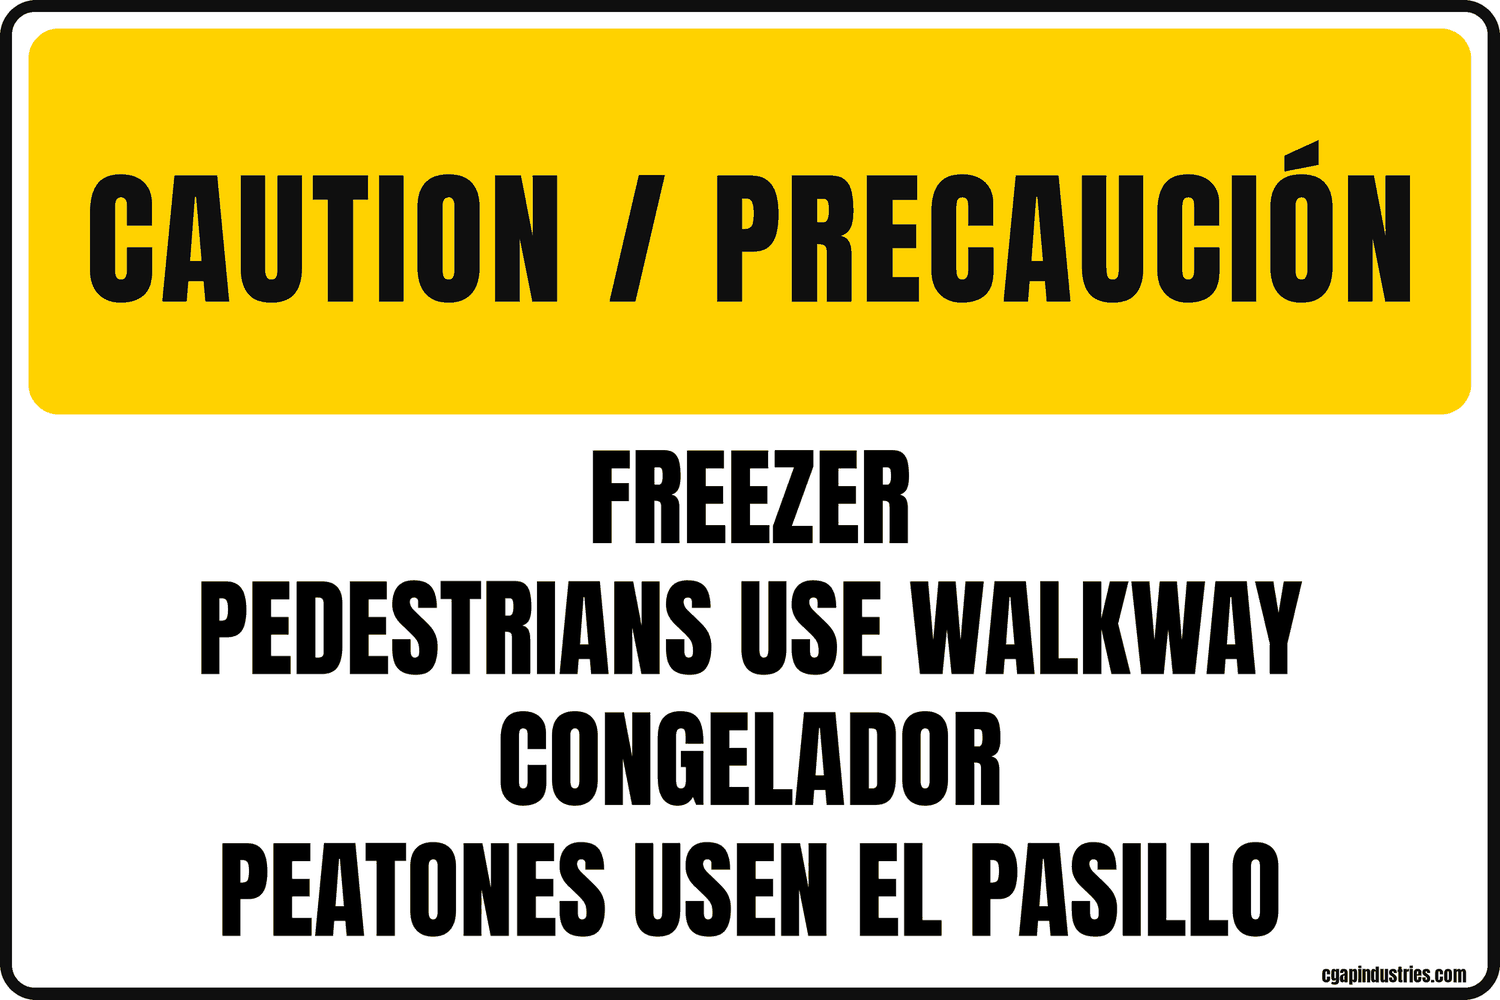 CAUTION / PRECAUCIÓN
FREEZER
PEDESTRIANS USE WALKWAY
CONGELADOR
PEATONES USEN EL PASILLO
cgapindustries.com